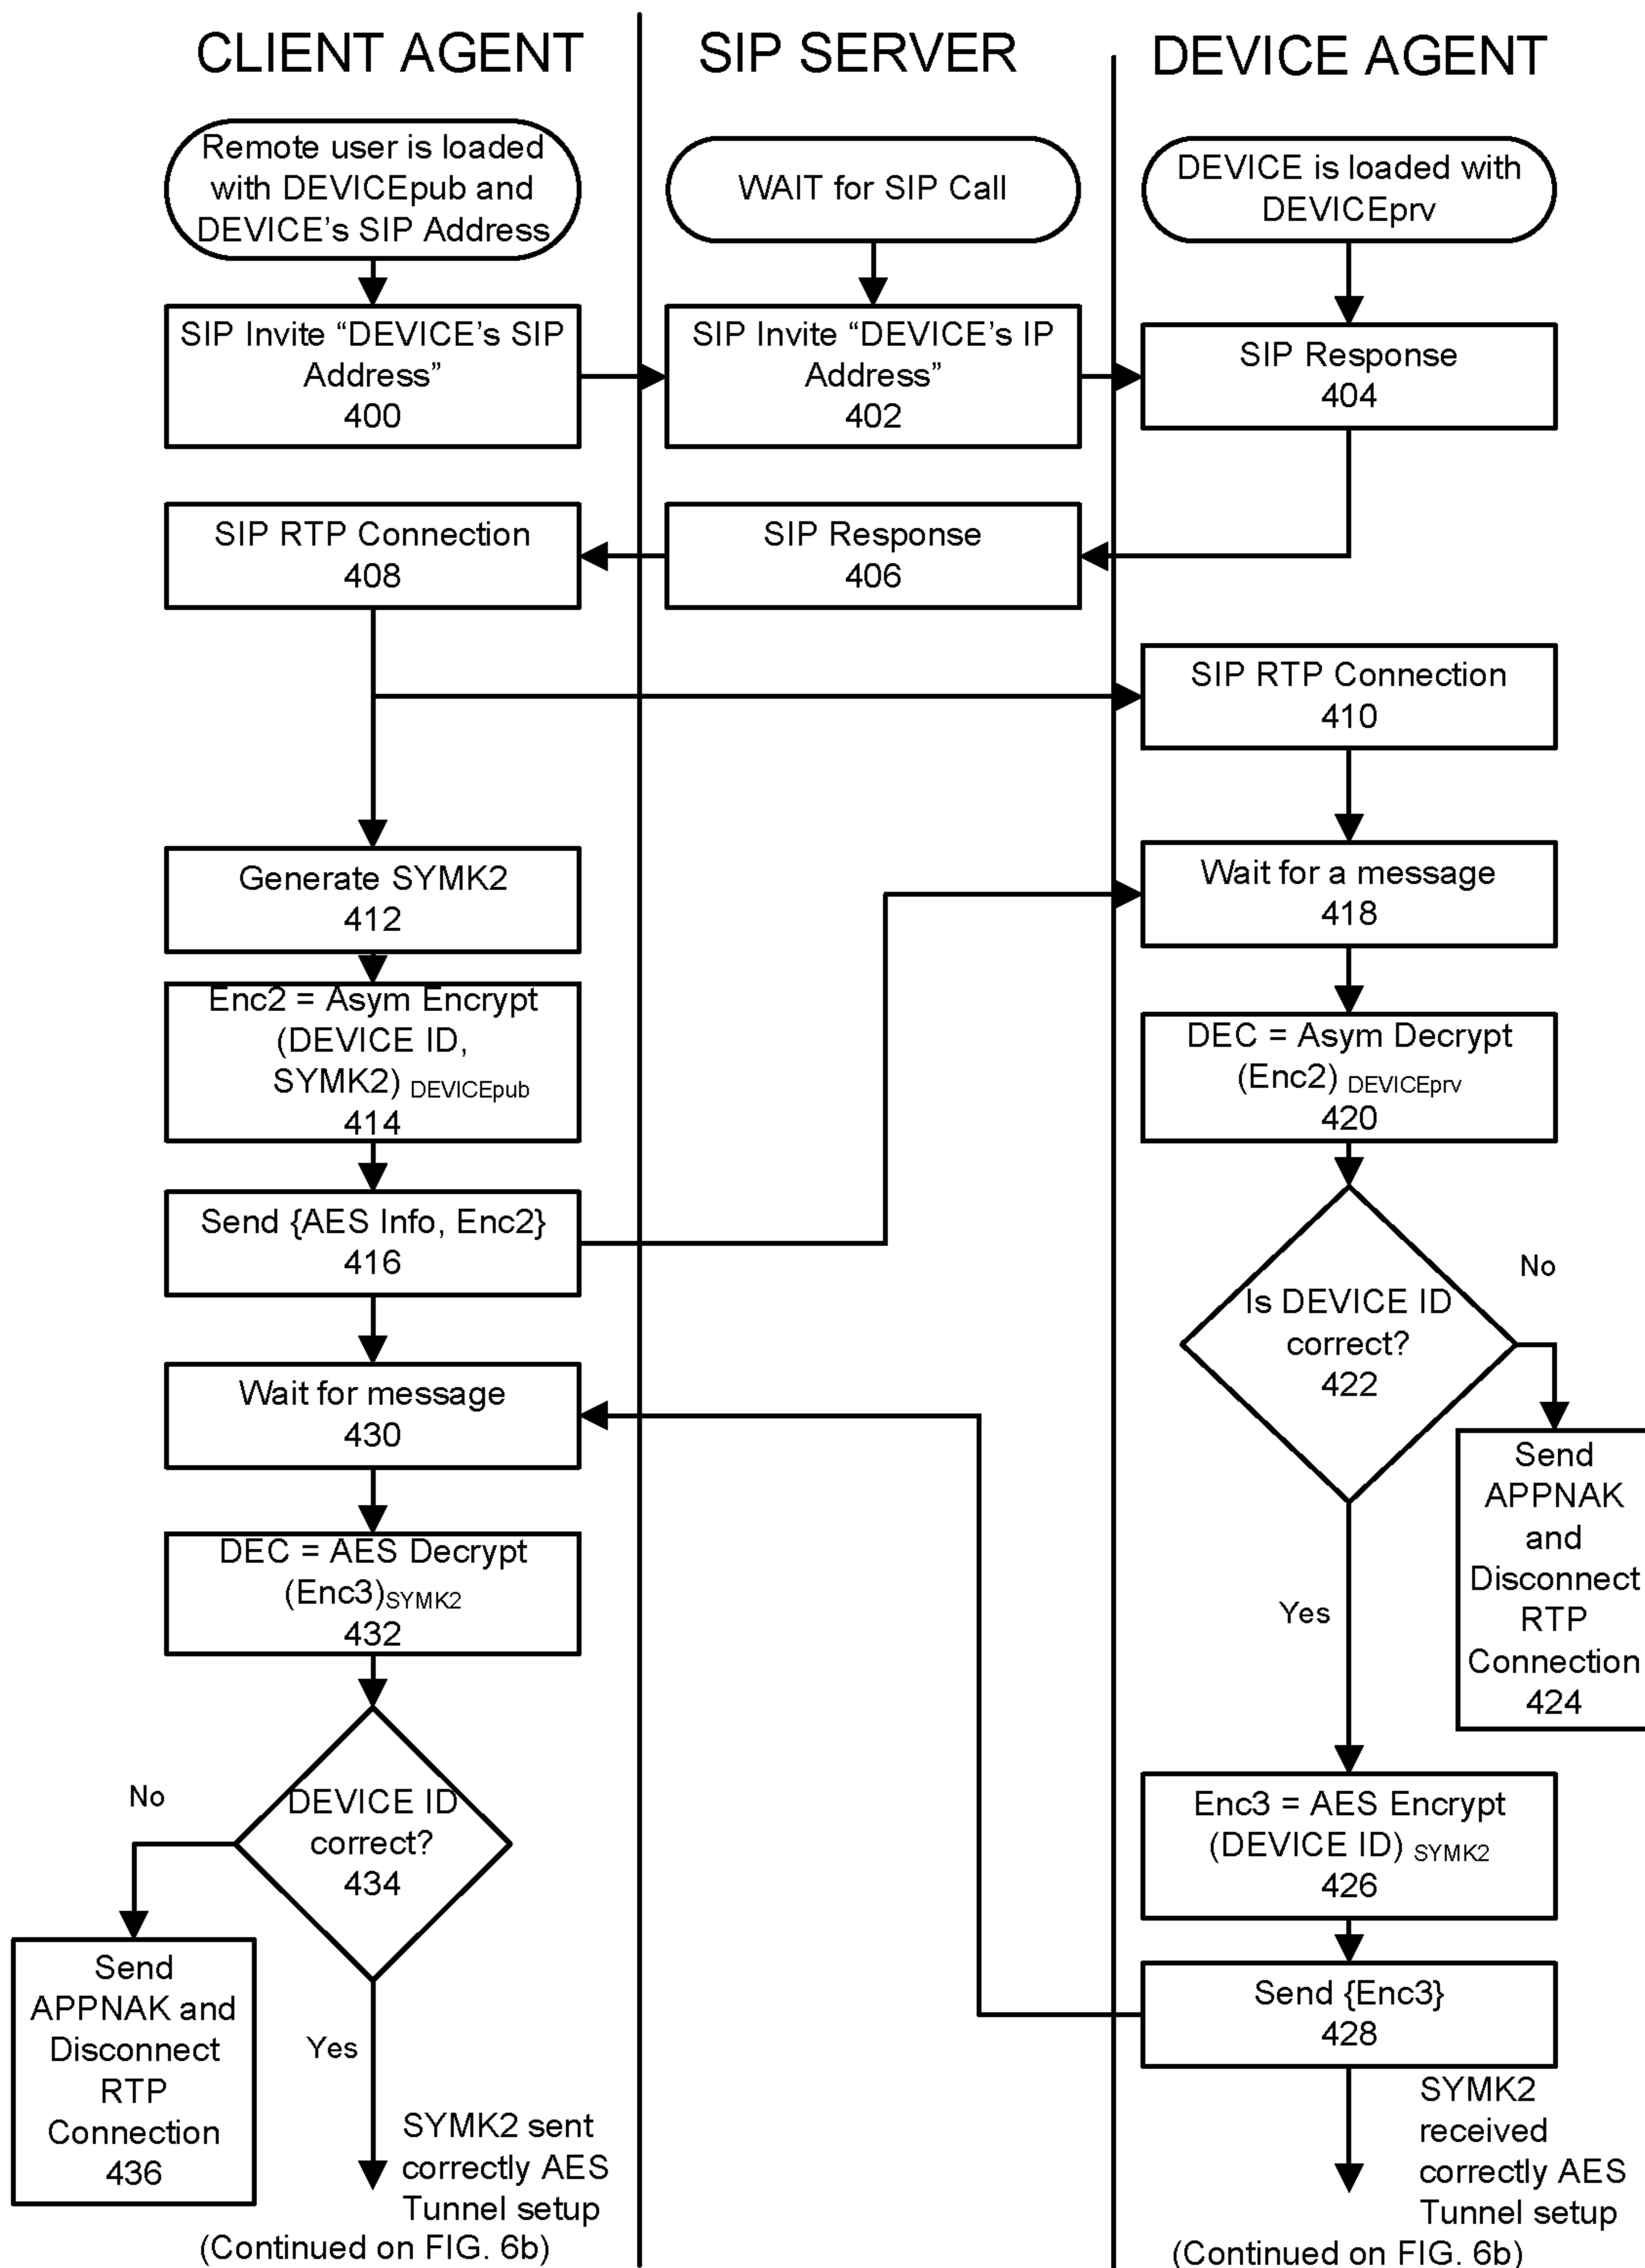 CLIENT AGENT
SIP SERVER
DEVICE AGENT
Remote user is loaded
with DEVICEpub and
DEVICE's SIP Address
WAIT for SIP Call
DEVICE is loaded with
DEVICEprv
SIP Invite “DEVICE's SIP
Address”
400
SIP Invite “DEVICE's IP
Address”
402
SIP Response
404
SIP RTP Connection
408
SIP Response
406
SIP RTP Connection
410
Generate SYMK2
412
Wait for a message
418
Enc2 = Asym Encrypt
(DEVICE ID,
SYMK2) DEVICEpub
414
DEC = Asym Decrypt
(Enc2) DEVICEprv
420
Send {AES Info, Enc2}
416
Is DEVICE ID
correct?
422
No
Wait for message
430
Send
APPNAK
and
Disconnect
RTP
Connection
424
Yes
DEC = AES Decrypt
(Enc3)SYMK2
432
DEVICE ID
correct?
434
No
Enc3 = AES Encrypt
(DEVICE ID) SYMK2
426
Send
APPNAK and
Disconnect
RTP
Connection
436
Yes
Send {Enc3}
428
SYMK2 sent
correctly AES
Tunnel setup
(Continued on FIG. 6b)
SYMK2
received
correctly AES
Tunnel setup
(Continued on FIG. 6b)